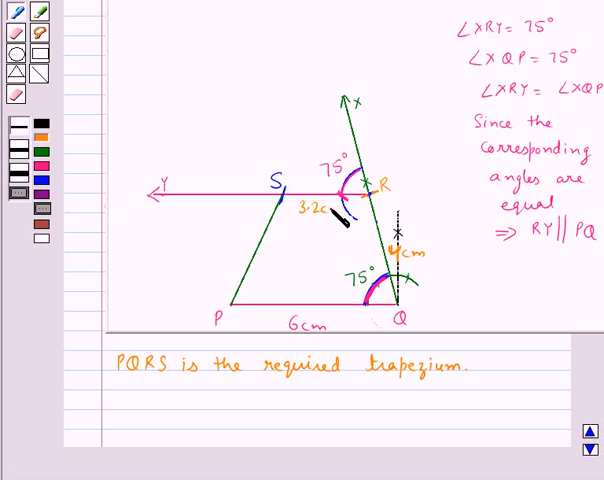 ∠XRY = 75°
∠XQP = 75°
∠XRY = ∠XQP
Since the
corresponding
angles are
equal
⇒ RY || PQ
X
75°
Y
S
R
3.2c
4cm
75°
P
6cm
Q
PQRS is the required trapezium.